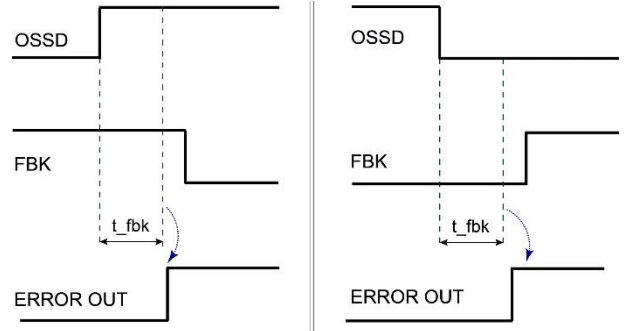 OSSD
FBK
t_fbk
ERROR OUT
OSSD
FBK
t_fbk
ERROR OUT